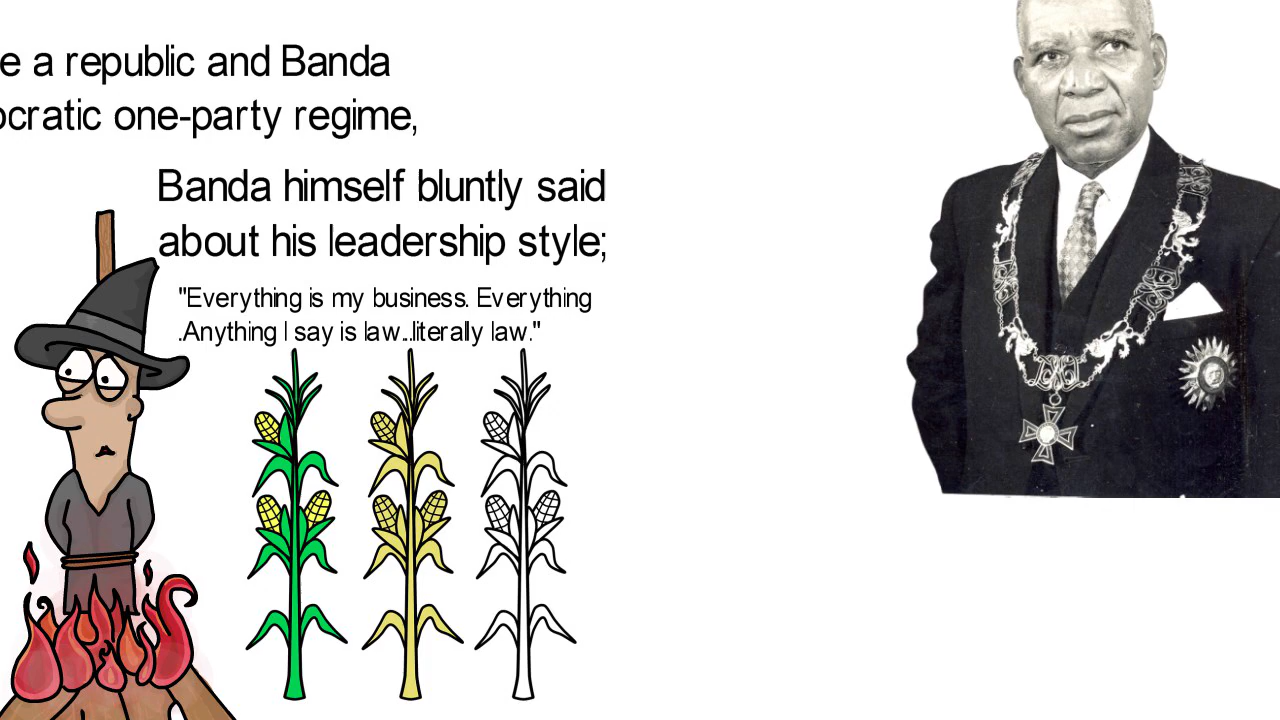 e a republic and Banda
ocratic one-party regime,
Banda himself bluntly said
about his leadership style;
"Everything is my business. Everything
.Anything I say is law...literally law."